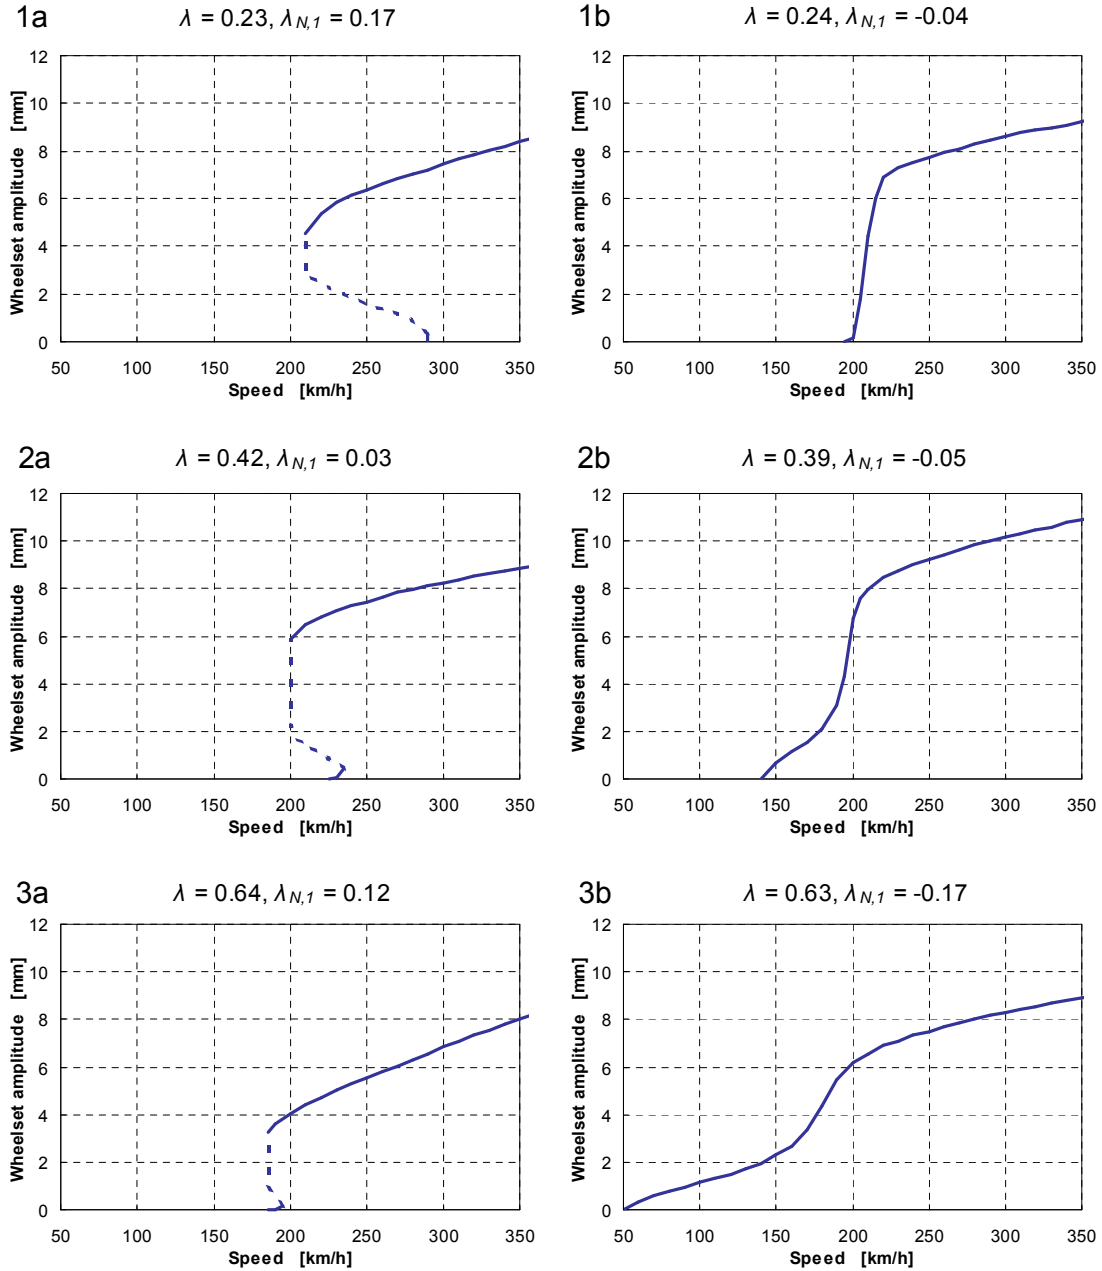 1a
λ = 0.23, λN,1 = 0.17
Wheelset amplitude [mm]
12
10
8
6
4
2
0
50 100 150 200 250 300 350
Speed [km/h]
1b
λ = 0.24, λN,1 = -0.04
Wheelset amplitude [mm]
12
10
8
6
4
2
0
50 100 150 200 250 300 350
Speed [km/h]
2a
λ = 0.42, λN,1 = 0.03
Wheelset amplitude [mm]
12
10
8
6
4
2
0
50 100 150 200 250 300 350
Speed [km/h]
2b
λ = 0.39, λN,1 = -0.05
Wheelset amplitude [mm]
12
10
8
6
4
2
0
50 100 150 200 250 300 350
Speed [km/h]
3a
λ = 0.64, λN,1 = 0.12
Wheelset amplitude [mm]
12
10
8
6
4
2
0
50 100 150 200 250 300 350
Speed [km/h]
3b
λ = 0.63, λN,1 = -0.17
Wheelset amplitude [mm]
12
10
8
6
4
2
0
50 100 150 200 250 300 350
Speed [km/h]